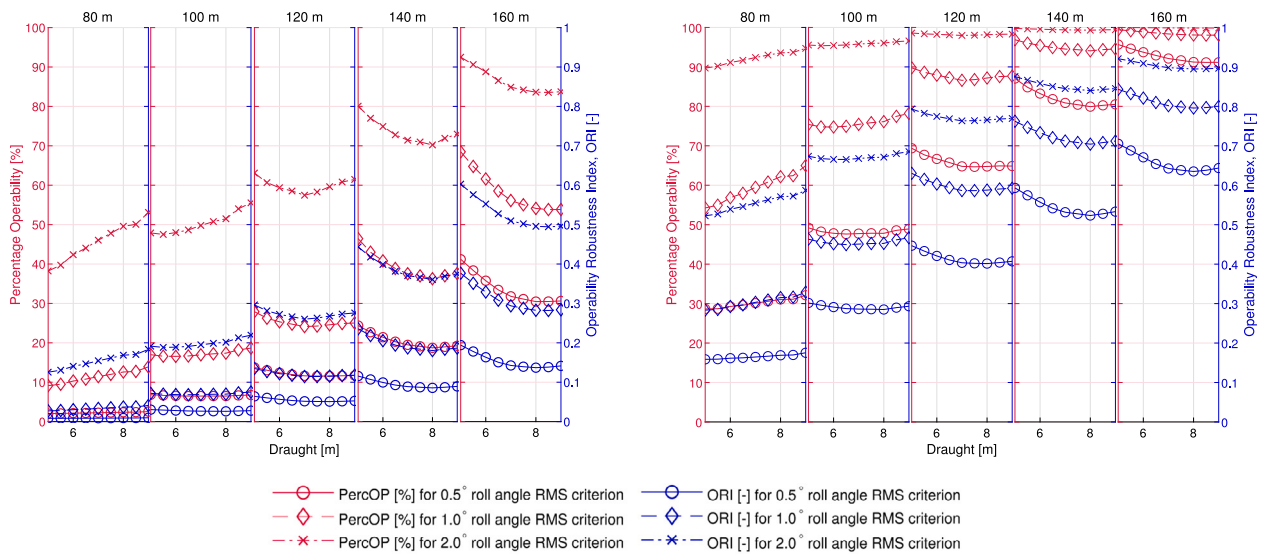 80 m 100 m 120 m 140 m 160 m
100 90 80 70 60 50 40 30 20 10 0
Percentage Operability [%]
1 0.9 0.8 0.7 0.6 0.5 0.4 0.3 0.2 0.1 0
Operability Robustness Index, ORI [-]
6 8 6 8 6 8 6 8 6 8
Draught [m]
80 m 100 m 120 m 140 m 160 m
100 90 80 70 60 50 40 30 20 10 0
Percentage Operability [%]
1 0.9 0.8 0.7 0.6 0.5 0.4 0.3 0.2 0.1 0
Operability Robustness Index, ORI [-]
6 8 6 8 6 8 6 8 6 8
Draught [m]
PercOP [%] for 0.5° roll angle RMS criterion
PercOP [%] for 1.0° roll angle RMS criterion
PercOP [%] for 2.0° roll angle RMS criterion
ORI [-] for 0.5° roll angle RMS criterion
ORI [-] for 1.0° roll angle RMS criterion
ORI [-] for 2.0° roll angle RMS criterion